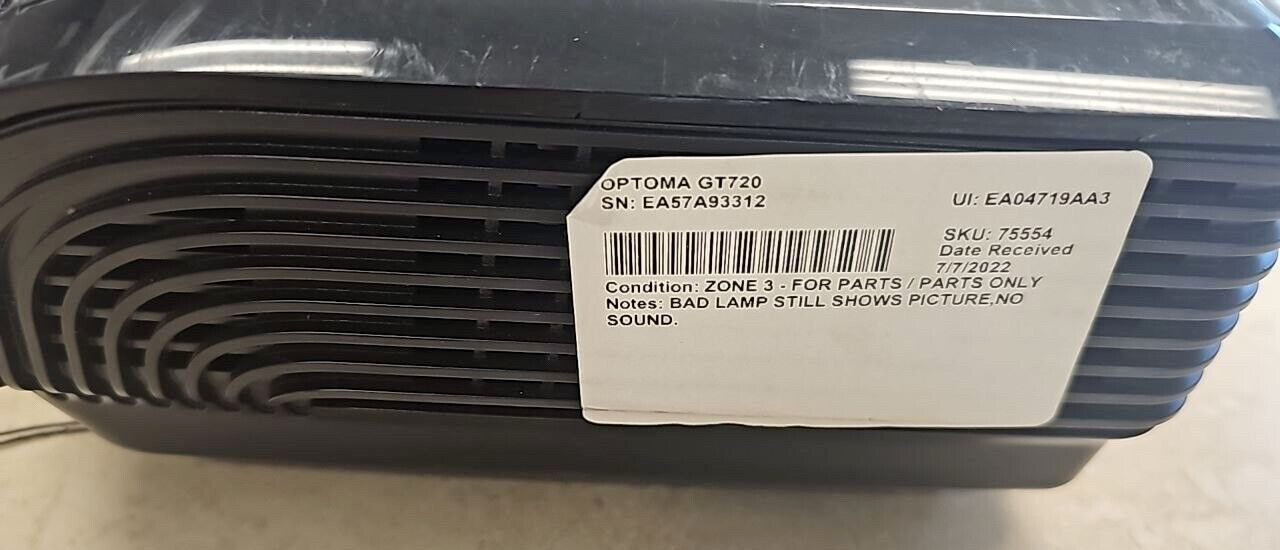 OPTOMA GT720
SN: EA57A93312
UI: EA04719AA3
SKU: 75554
Date Received
7/7/2022
Condition: ZONE 3 - FOR PARTS / PARTS ONLY
Notes: BAD LAMP STILL SHOWS PICTURE,NO
SOUND.